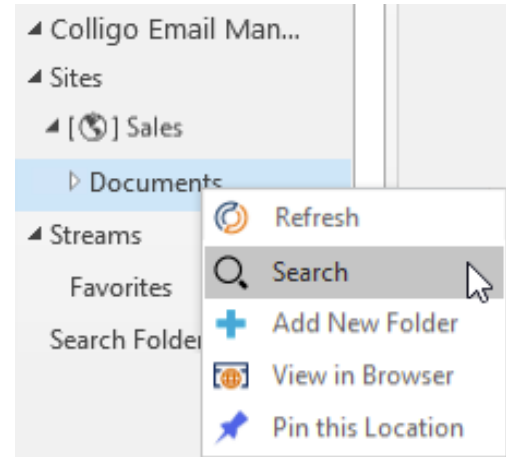 Colligo Email Man...
Sites
[] Sales
Documents
Refresh
Streams
Search
Favorites
Add New Folder
Search Folder
View in Browser
Pin this Location